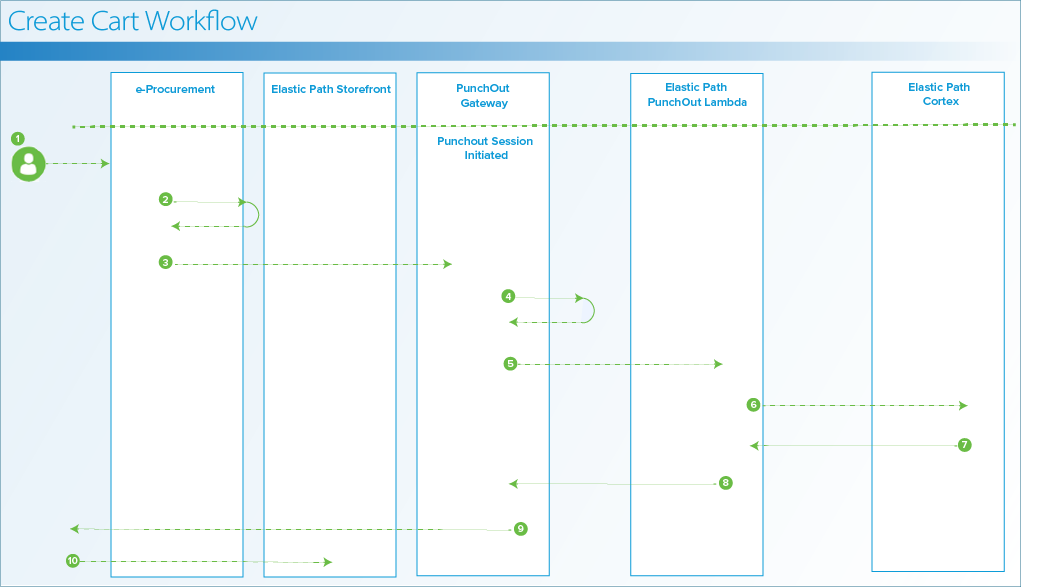 Create Cart Workflow
e-Procurement
Elastic Path Storefront
PunchOut
Gateway
Elastic Path
PunchOut Lambda
Elastic Path
Cortex
1
Punchout Session
Initiated
2
3
4
5
6
7
8
9
10